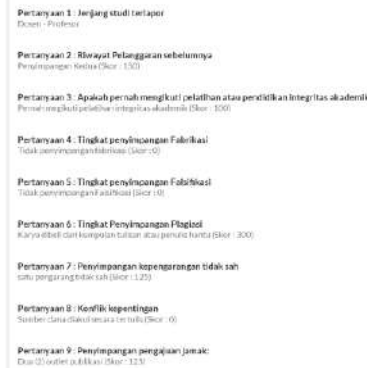 Pertanyaan 1 : Jenjang studi terlapor
Dosen - Profesor
Pertanyaan 2 : Riwayat Pelanggaran sebelumnya
Penyimpangan Kedua (Skor : 150)
Pertanyaan 3 : Apakah pernah mengikuti pelatihan atau pendidikan integritas akademik
Pernah mengikuti pelatihan integritas akademik (Skor : 100)
Pertanyaan 4 : Tingkat penyimpangan Fabrikasi
Tidak penyimpangan fabrikasi (Skor : 0)
Pertanyaan 5 : Tingkat penyimpangan Falsifikasi
Tidak penyimpangan Falsifikasi (Skor : 0)
Pertanyaan 6 : Tingkat Penyimpangan Plagiasi
Karya dibeli dari kumpulan tulisan atau penulis hantu (Skor : 300)
Pertanyaan 7 : Penyimpangan kepengarangan tidak sah
satu pengarang tidak sah (Skor : 125)
Pertanyaan 8 : Konflik kepentingan
Sumber dana diakui secara tertulis (Skor : 0)
Pertanyaan 9 : Penyimpangan pengajuan jamak:
Dua (2) outlet publikasi (Skor : 125)